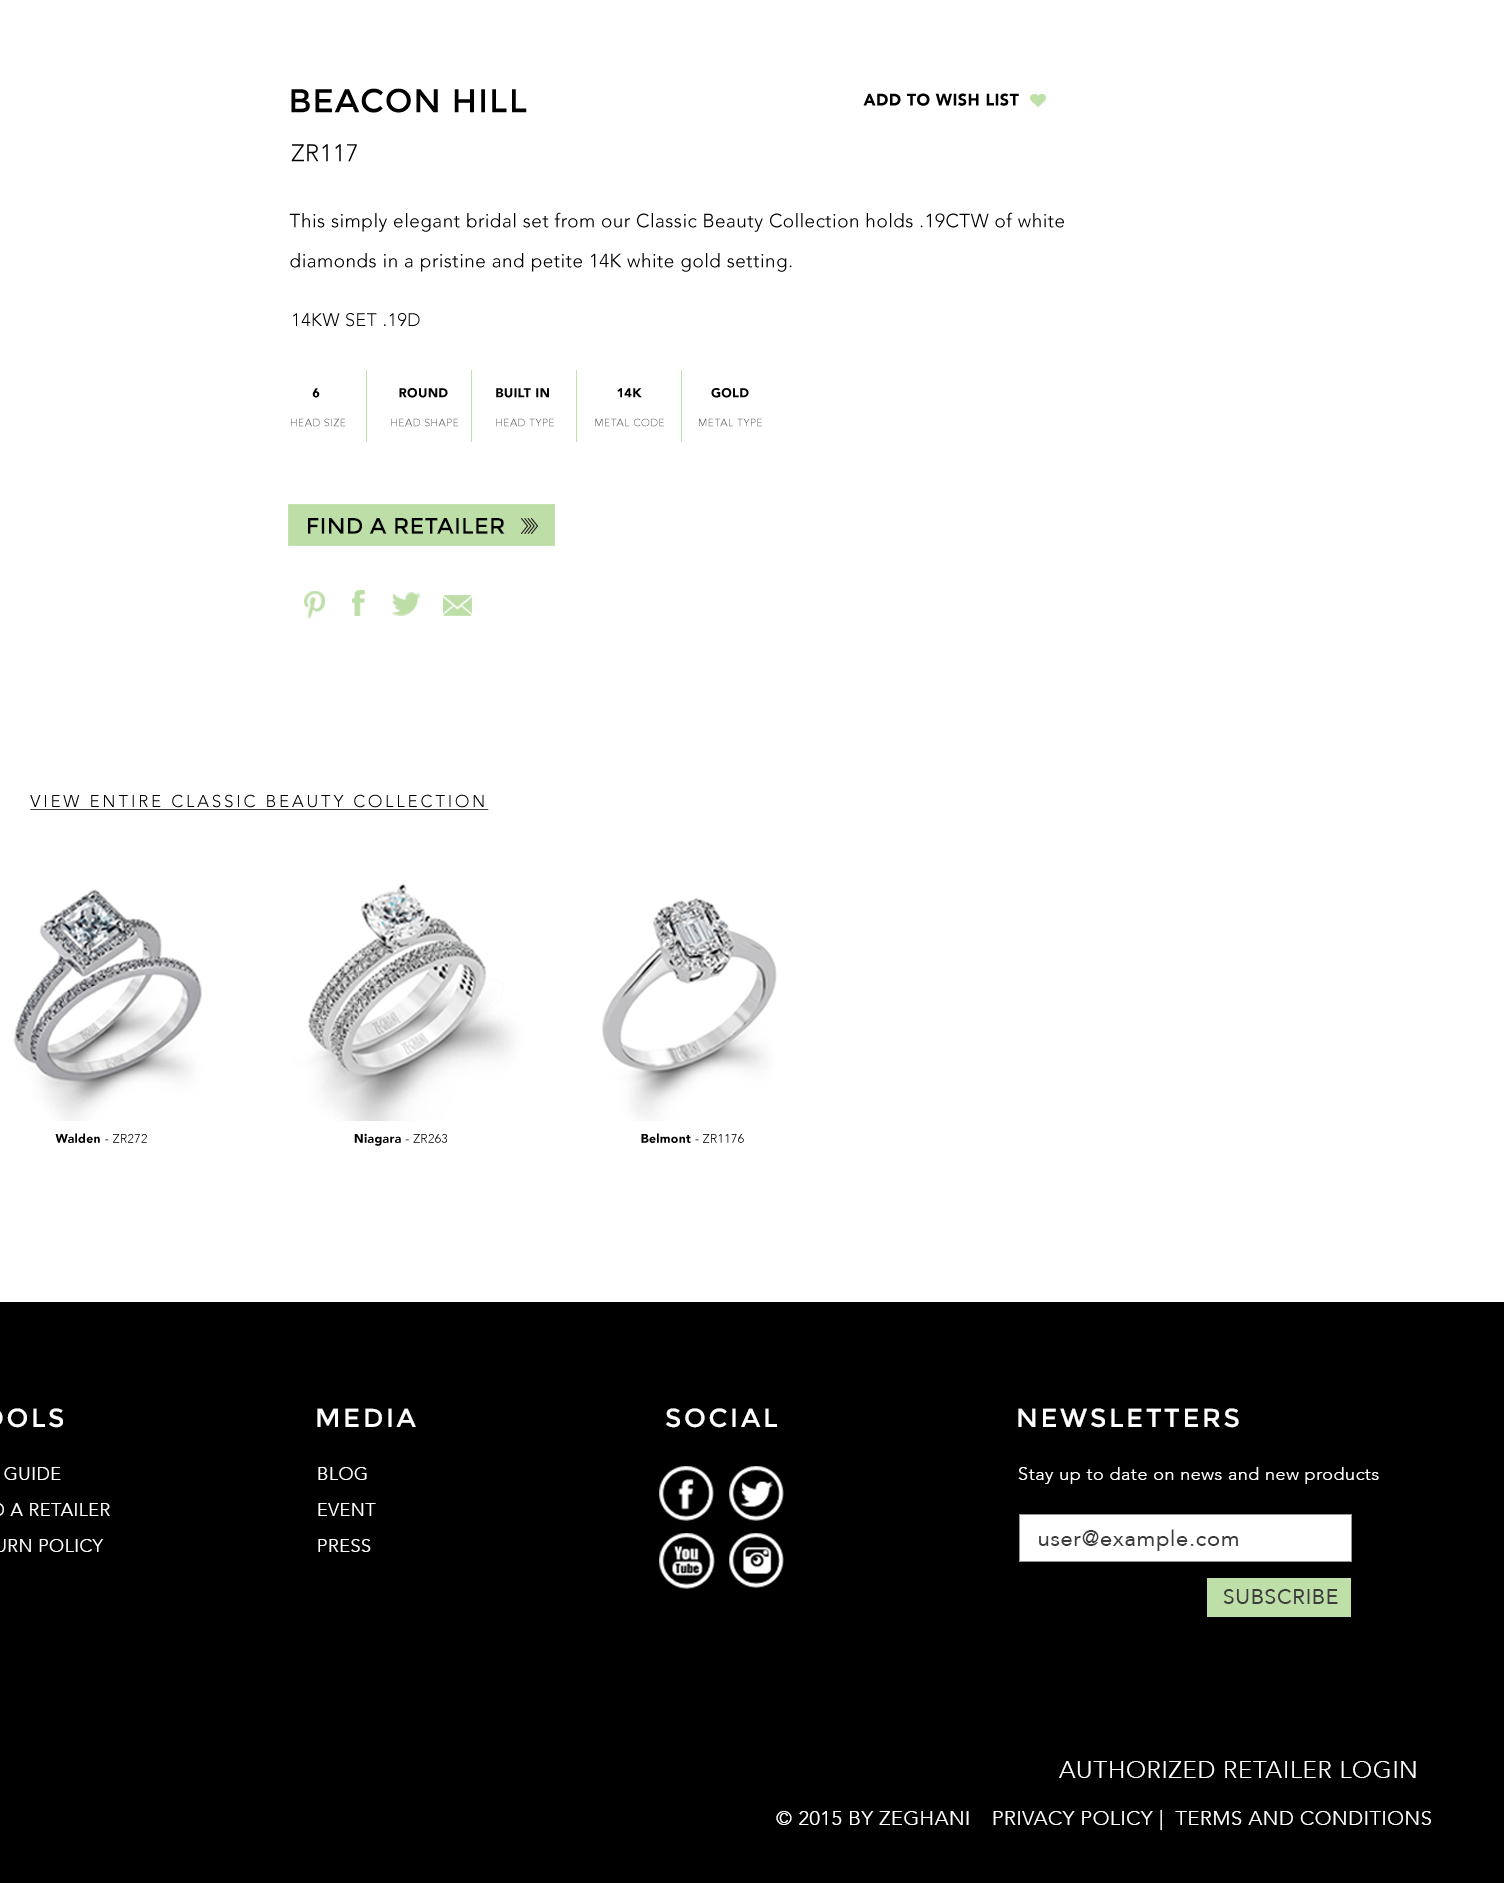 BEACON HILL
ADD TO WISH LIST
ZR117
This simply elegant bridal set from our Classic Beauty Collection holds .19CTW of white
diamonds in a pristine and petite 14K white gold setting.
14KW SET .19D
6 ROUND BUILT IN 14K GOLD
HEAD SIZE HEAD SHAPE HEAD TYPE METAL CODE METAL TYPE
FIND A RETAILER
VIEW ENTIRE CLASSIC BEAUTY COLLECTION
Walden - ZR272
Niagara - ZR263
Belmont - ZR1176
OOLS
GUIDE
D A RETAILER
URN POLICY
MEDIA
BLOG
EVENT
PRESS
SOCIAL
You
Tube
NEWSLETTERS
Stay up to date on news and new products
user@example.com
SUBSCRIBE
AUTHORIZED RETAILER LOGIN
© 2015 BY ZEGHANI PRIVACY POLICY | TERMS AND CONDITIONS